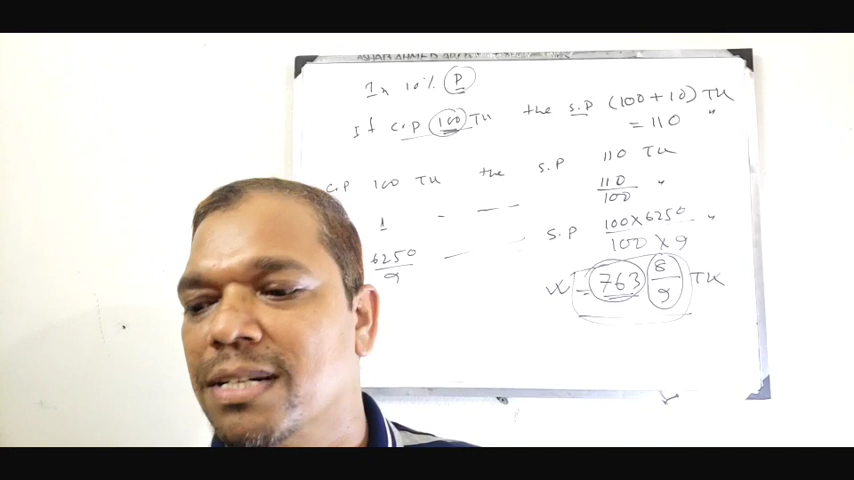 In 10% P
If C.P 100 TK the S.P (100+10) TK
= 110 "
C.P 100 TK the S.P 110 TK
1 " — 110/100 "
6250/9 — S.P 100×6250/100×9 "
= 763 8/9 TK